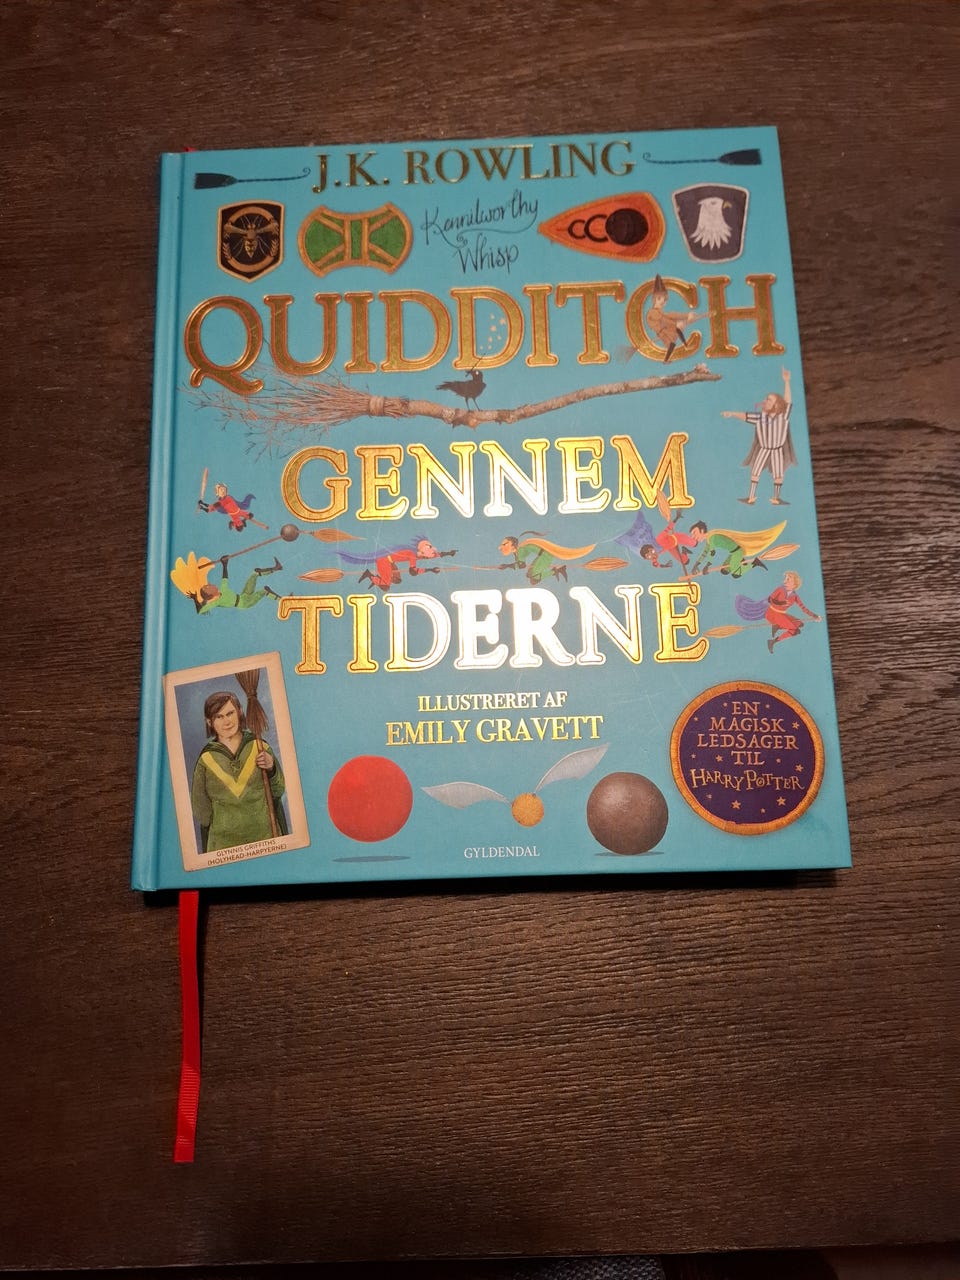 J.K. ROWLING
Kennilworthy
Whisp
QUIDDITCH
GENNEM
TIDERNE
ILLUSTRERET AF
EMILY GRAVETT
GLYNNIS GRIFFITHS
(HOLYHEAD-HARPYERNE)
EN
MAGISK
LEDSAGER
TIL
HARRY POTTER
GYLDENDAL